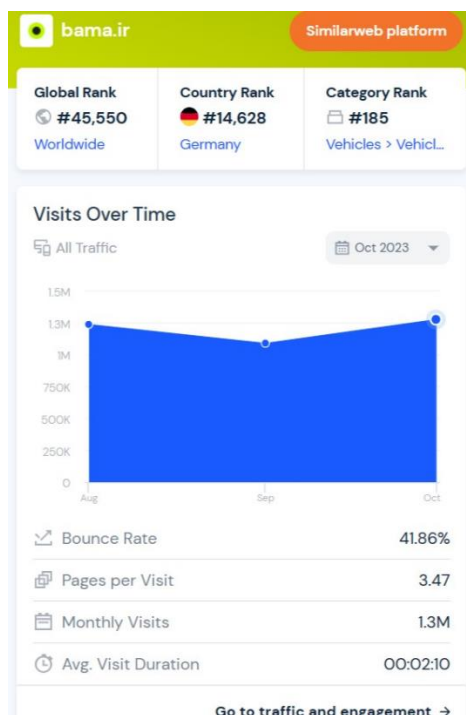 bama.ir
Similarweb platform
Global Rank
#45,550
Worldwide
Country Rank
#14,628
Germany
Category Rank
#185
Vehicles > Vehicl...
Visits Over Time
All Traffic
Oct 2023
1.5M
1.3M
1M
750K
500K
250K
0
Aug
Sep
Oct
Bounce Rate
41.86%
Pages per Visit
3.47
Monthly Visits
1.3M
Avg. Visit Duration
00:02:10
Go to traffic and engagement →